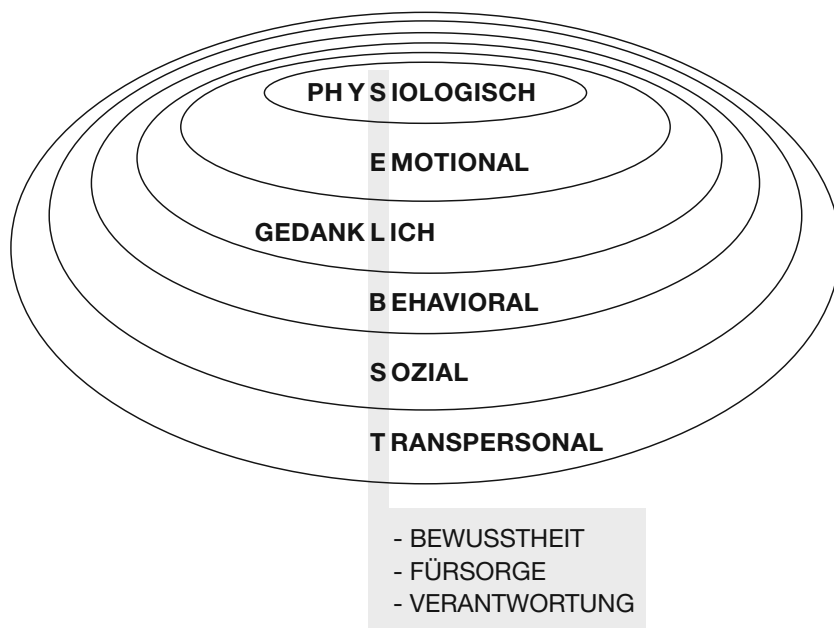 PHYSIOLOGISCH
EMOTIONAL
GEDANKLICH
BEHAVIORAL
SOZIAL
TRANSPERSONAL
- BEWUSSTHEIT
- FÜRSORGE
- VERANTWORTUNG